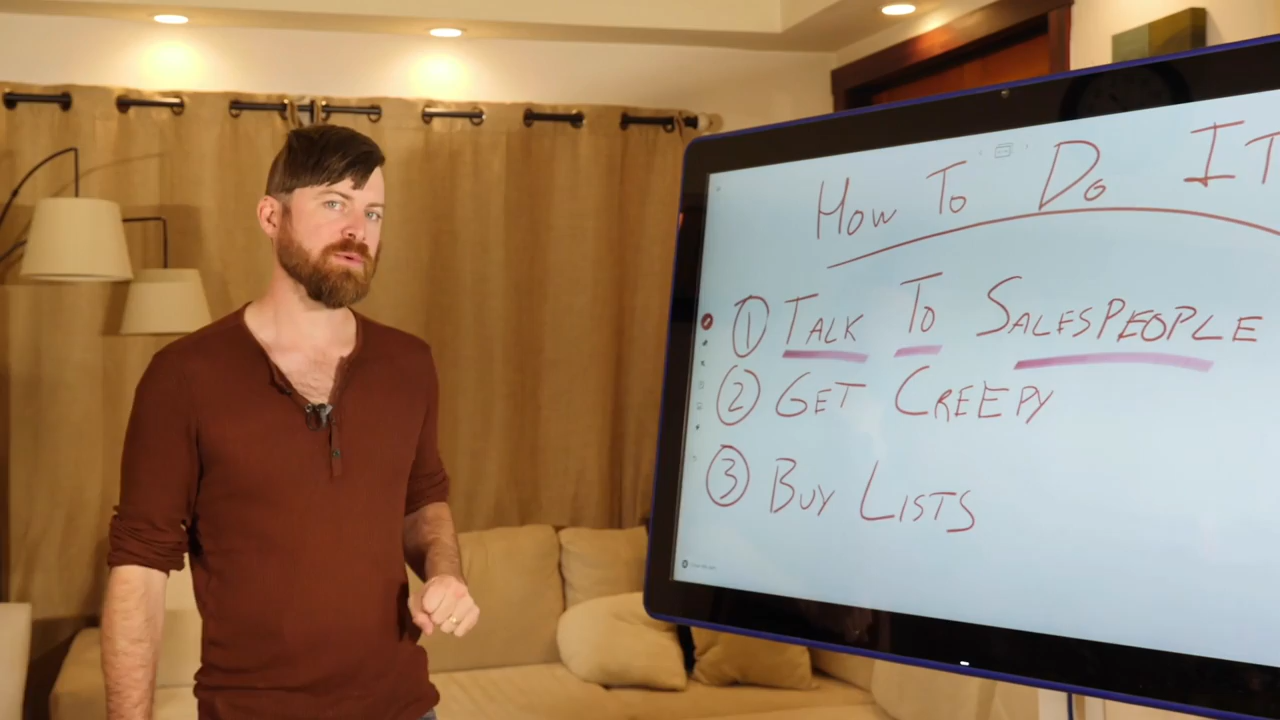 HOW TO DO IT
① TALK TO SALESPEOPLE
② GET CREEPY
③ BUY LISTS